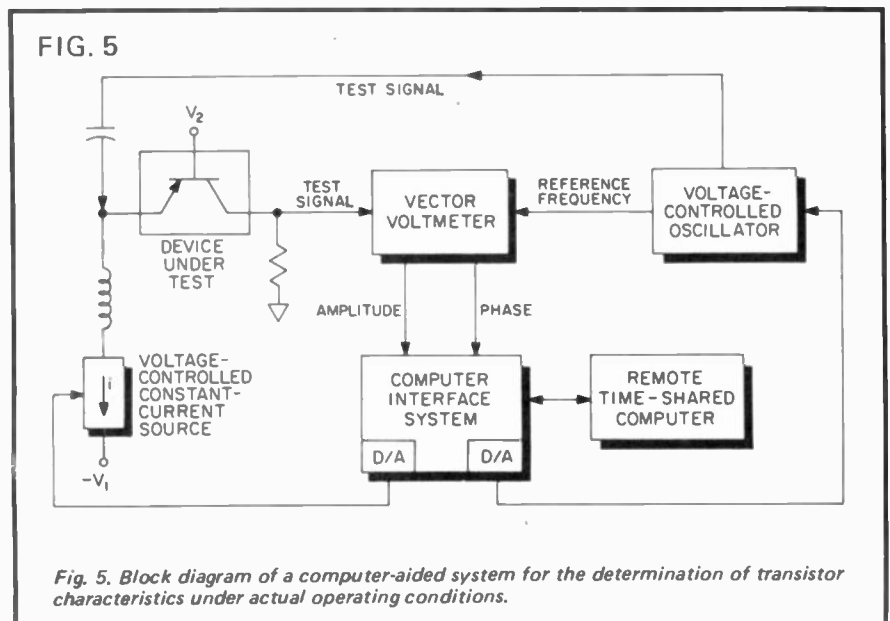 FIG. 5
TEST SIGNAL
V2
DEVICE
UNDER
TEST
TEST
SIGNAL
VECTOR
VOLTMETER
REFERENCE
FREQUENCY
VOLTAGE-
CONTROLLED
OSCILLATOR
AMPLITUDE
PHASE
i
VOLTAGE-
CONTROLLED
CONSTANT-
CURRENT
SOURCE
-V1
COMPUTER
INTERFACE
SYSTEM
D/A
D/A
REMOTE
TIME-SHARED
COMPUTER
Fig. 5. Block diagram of a computer-aided system for the determination of transistor
characteristics under actual operating conditions.